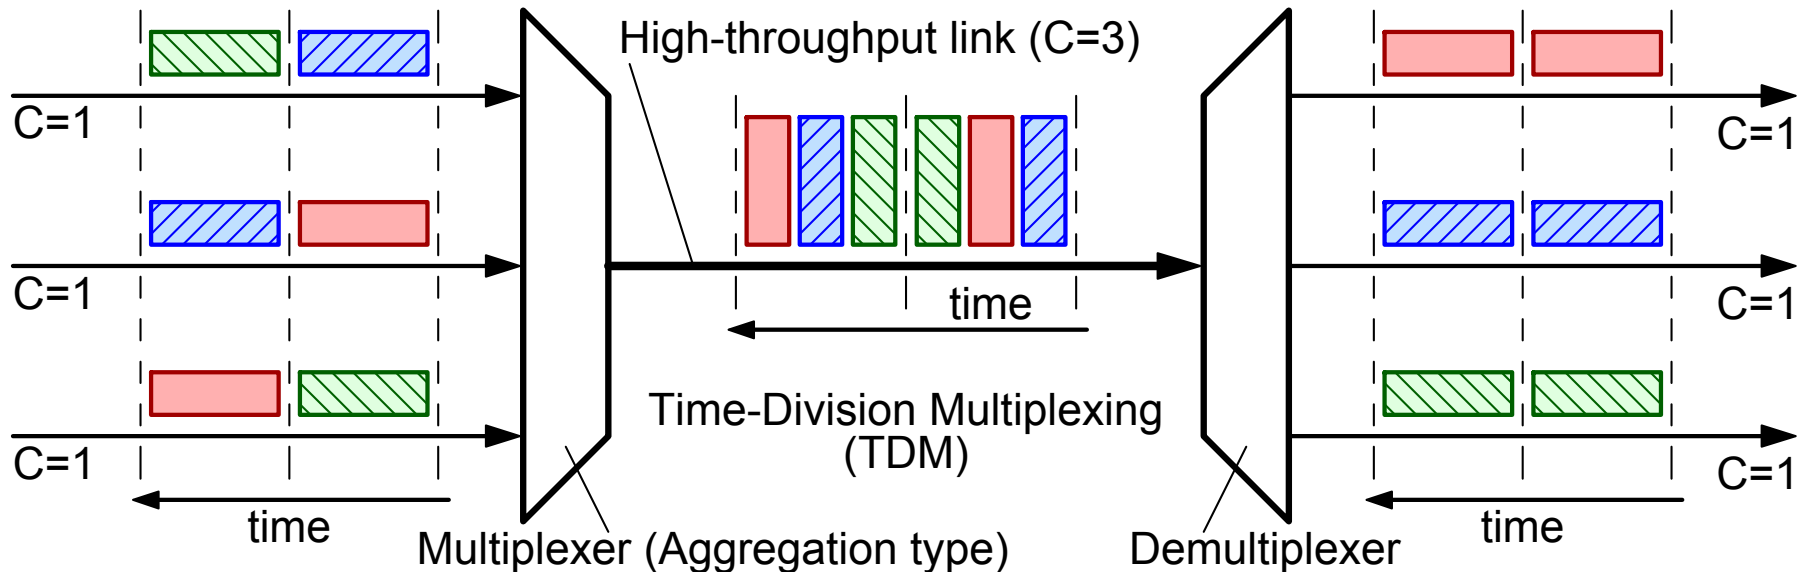 High-throughput link (C=3)
C=1
C=1
C=1
C=1
time
C=1
C=1
Time-Division Multiplexing
(TDM)
time
time
Multiplexer (Aggregation type)
Demultiplexer